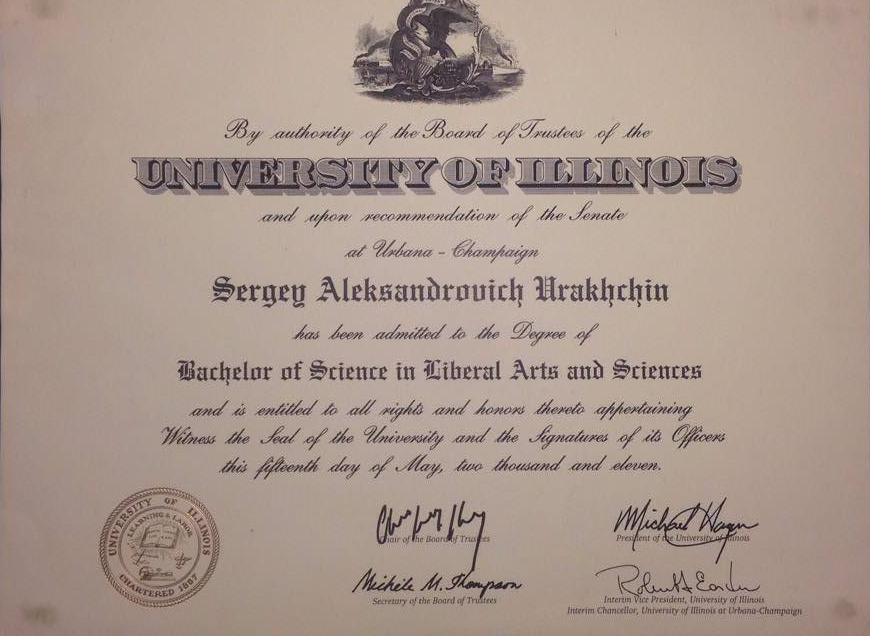 By authority of the Board of Trustees of the
UNIVERSITY OF ILLINOIS
and upon recommendation of the Senate
at Urbana - Champaign
Sergey Aleksandrovich Urakhchin
has been admitted to the Degree of
Bachelor of Science in Liberal Arts and Sciences
and is entitled to all rights and honors thereto appertaining
Witness the Seal of the University and the Signatures of its Officers
this fifteenth day of May, two thousand and eleven.
UNIVERSITY OF ILLINOIS
LEARNING & LABOR
CHARTERED 1867
Chair of the Board of Trustees
Michael Hogan
President of the University of Illinois
Michele M. Thompson
Secretary of the Board of Trustees
Robert A Easter
Interim Vice President, University of Illinois
Interim Chancellor, University of Illinois at Urbana-Champaign